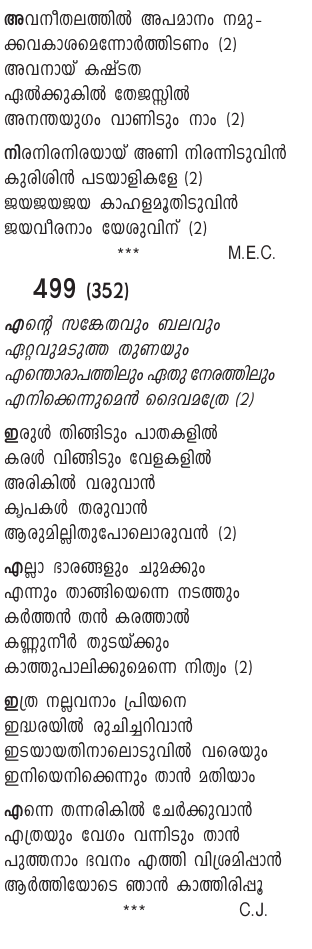 അവനീതലത്തിൽ അപമാനം നമു-
ക്കവകാശമെന്നോർത്തിടണം (2)
അവനായ് കഷ്ടത
ഏൽക്കുകിൽ തേജസ്സിൽ
അനന്തയുഗം വാണിടും നാം (2)
നിരനിരനിരയായ് അണി നിരന്നിടുവിൻ
കുരിശിൻ പടയാളികളേ (2)
ജയജയജയ കാഹളമൂതിടുവിൻ
ജയവീരനാം യേശുവിന് (2)
*** M.E.C.
499 (352)
എന്റെ സങ്കേതവും ബലവും
ഏറ്റവുമടുത്ത തുണയും
എന്തൊരാപത്തിലും ഏതു നേരത്തിലും
എനിക്കെന്നുമെൻ ദൈവമത്രേ (2)
ഇരുൾ തിങ്ങിടും പാതകളിൽ
കരൾ വിങ്ങിടും വേളകളിൽ
അരികിൽ വരുവാൻ
കൃപകൾ തരുവാൻ
ആരുമില്ലിതുപോലൊരുവൻ (2)
എല്ലാ ഭാരങ്ങളും ചുമക്കും
എന്നും താങ്ങിയെന്നെ നടത്തും
കർത്തൻ തൻ കരത്താൽ
കണ്ണുനീർ തുടയ്ക്കും
കാത്തുപാലിക്കുമെന്നെ നിത്യം (2)
ഇത്ര നല്ലവനാം പ്രിയനെ
ഇദ്ധരയിൽ രുചിച്ചറിവാൻ
ഇടയായതിനാലൊടുവിൽ വരെയും
ഇനിയെനിക്കെന്നും താൻ മതിയാം
എന്നെ തന്നരികിൽ ചേർക്കുവാൻ
എത്രയും വേഗം വന്നിടും താൻ
പുത്തനാം ഭവനം എത്തി വിശ്രമിപ്പാൻ
ആർത്തിയോടെ ഞാൻ കാത്തിരിപ്പൂ
*** C.J.